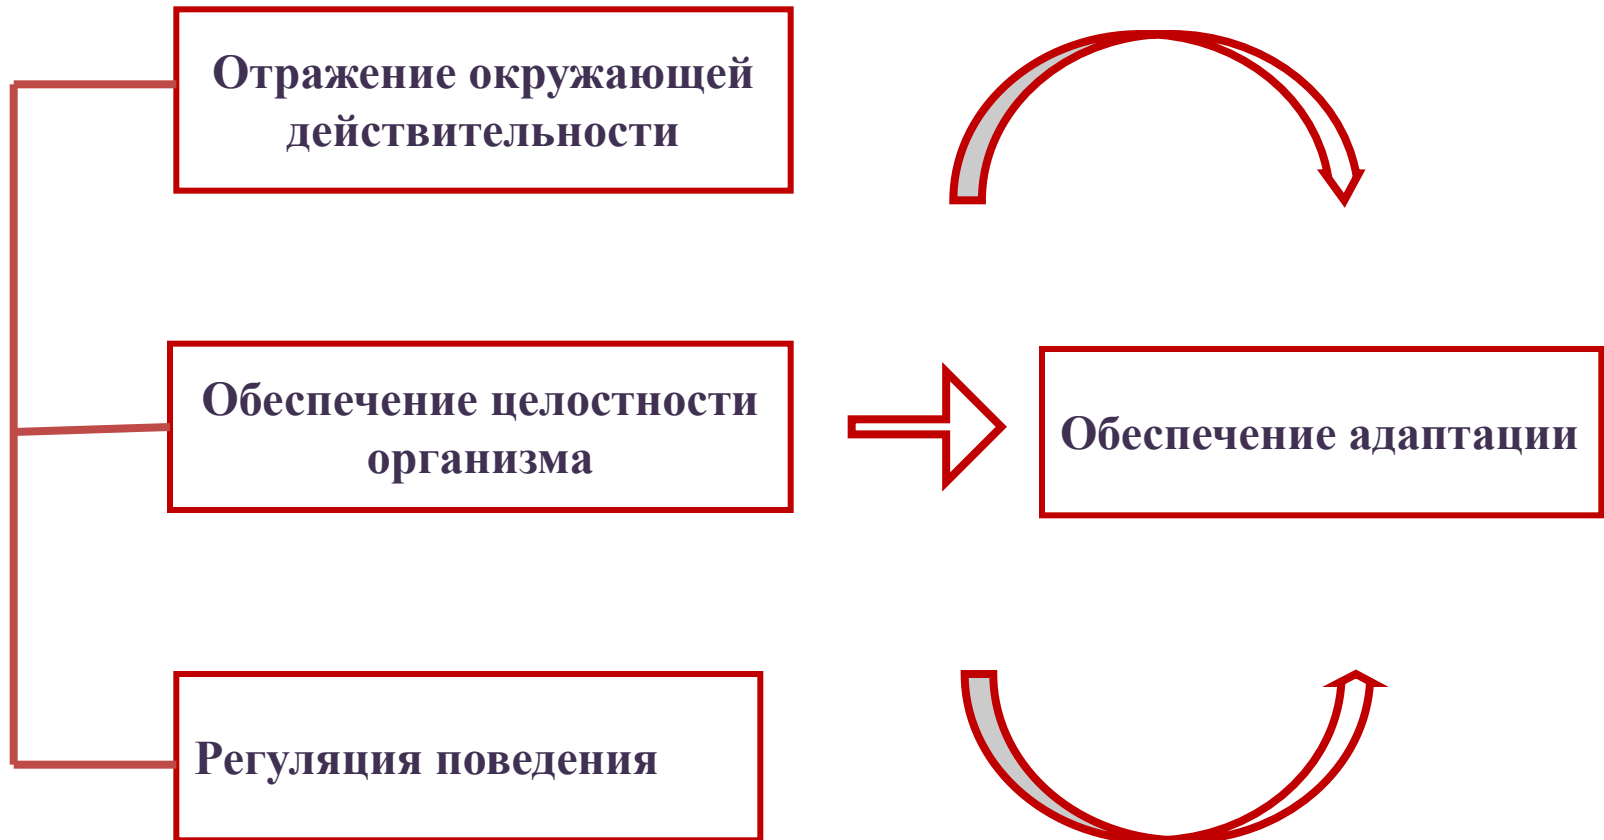 Отражение окружающей
действительности
Обеспечение целостности
организма
Обеспечение адаптации
Регуляция поведения